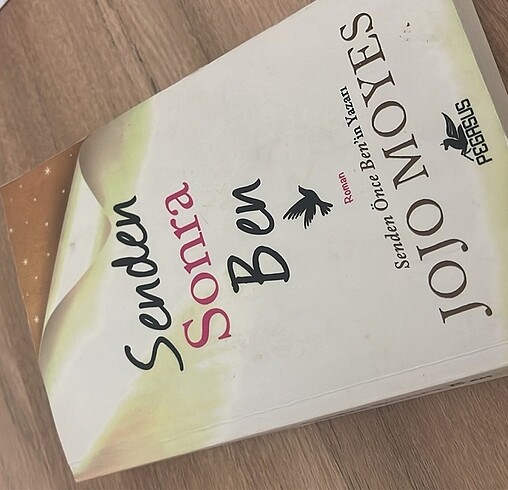 Senden
Sonra
Ben
Roman
Senden Önce Ben'in Yazarı
JOJO MOYES
PEGASUS